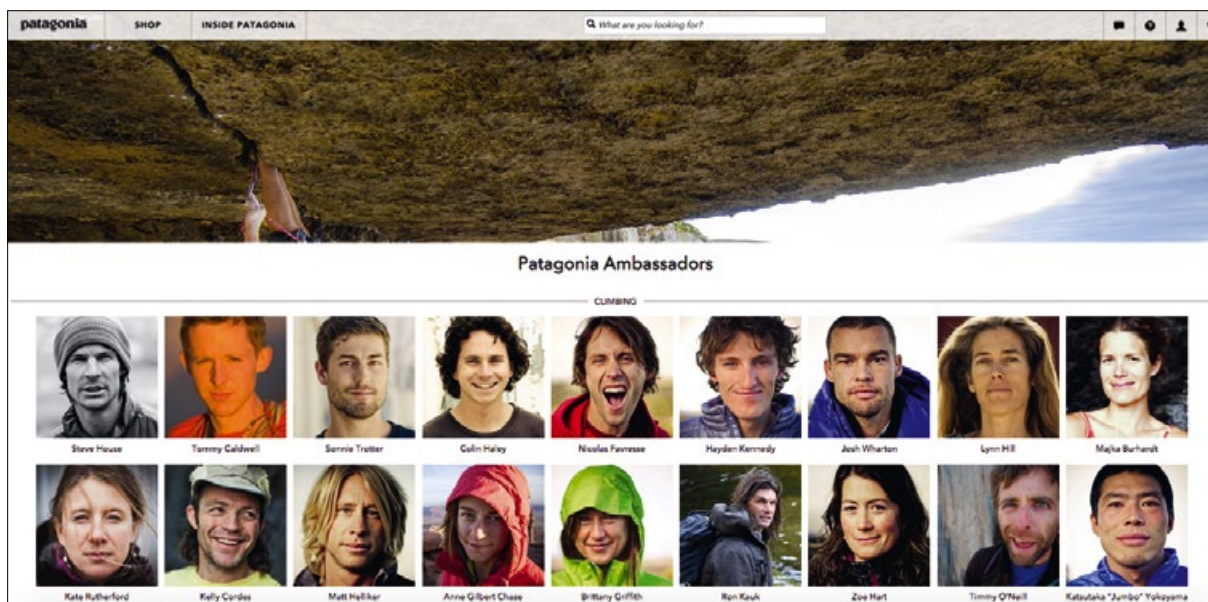 patagonia SHOP INSIDE PATAGONIA What are you looking for?
Patagonia Ambassadors
CLIMBING
Steve House Tommy Caldwell Sonnie Trotter Colin Haley Nicolas Favresse Hayden Kennedy Josh Wharton Lynn Hill Majka Burhardt
Kate Rutherford Kelly Cordes Matt Helliker Anne Gilbert Chase Brittany Griffith Ron Kauk Zoe Hart Timmy O'Neill Katsutaka "Jumbo" Yokoyama